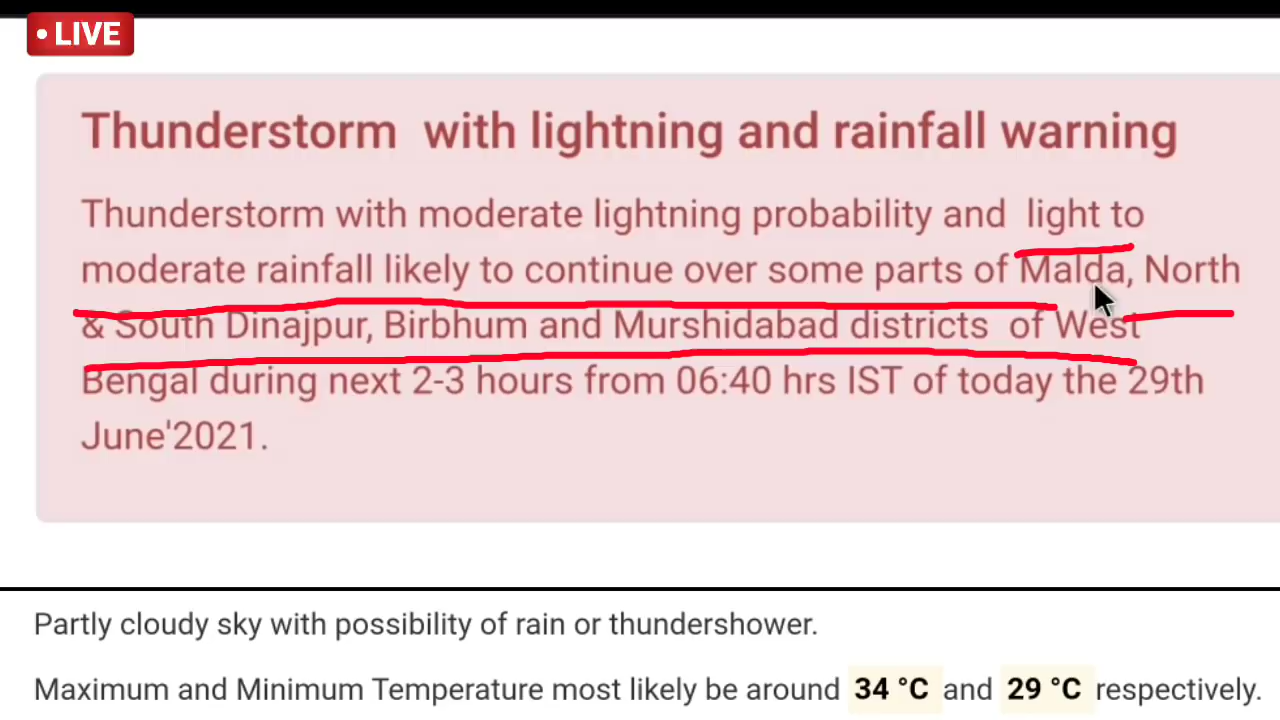 • LIVE
Thunderstorm with lightning and rainfall warning
Thunderstorm with moderate lightning probability and light to
moderate rainfall likely to continue over some parts of Malda, North
& South Dinajpur, Birbhum and Murshidabad districts of West
Bengal during next 2-3 hours from 06:40 hrs IST of today the 29th
June'2021.
Partly cloudy sky with possibility of rain or thundershower.
Maximum and Minimum Temperature most likely be around 34 °C and 29 °C respectively.